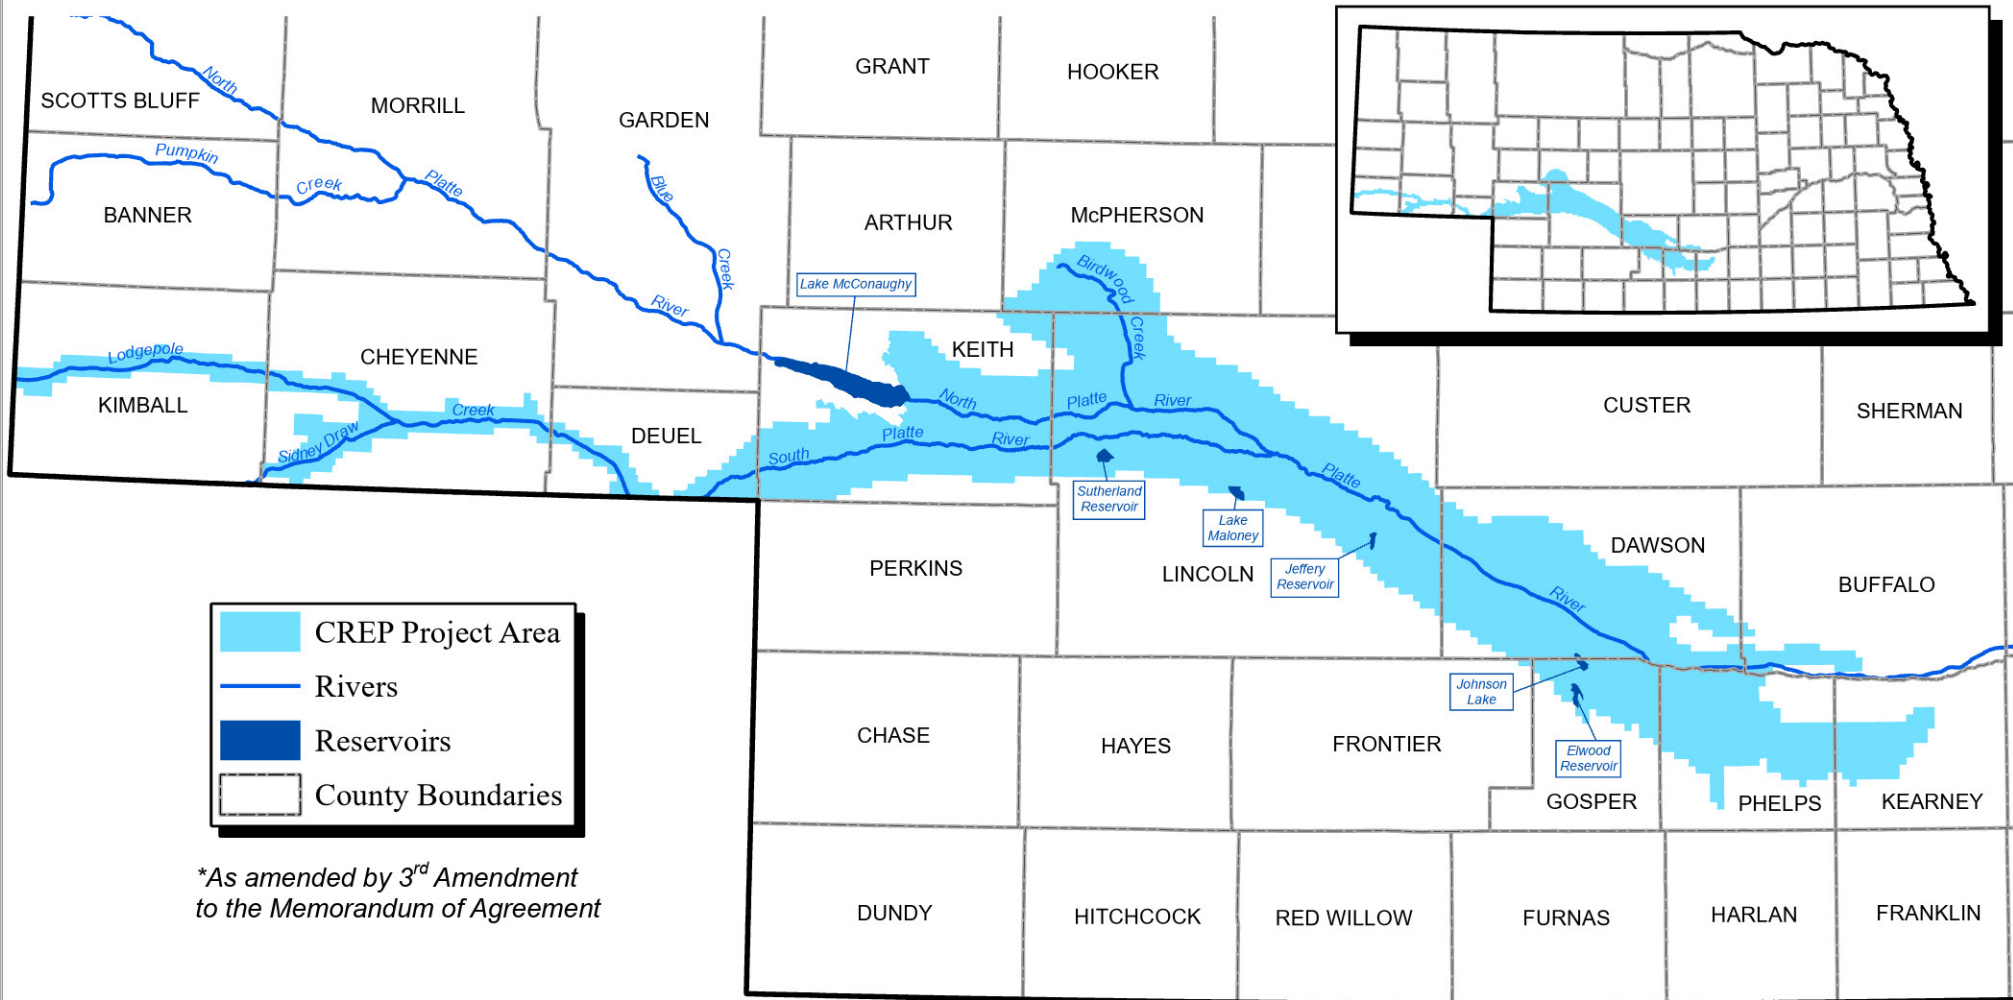 GRANT
HOOKER
SCOTTS BLUFF
North
MORRILL
GARDEN
Pumpkin
Creek
Platte
Blue
Creek
BANNER
ARTHUR
McPHERSON
Birdwood
Creek
Lake McConaughy
River
Lodgepole
CHEYENNE
KEITH
KIMBALL
Creek
Sidney Draw
DEUEL
North
Platte
River
South
Platte
River
CUSTER
SHERMAN
Platte
Sutherland
Reservoir
Lake
Maloney
Jeffery
Reservoir
PERKINS
LINCOLN
DAWSON
BUFFALO
River
CREP Project Area
Rivers
Reservoirs
County Boundaries
Johnson
Lake
Elwood
Reservoir
CHASE
HAYES
FRONTIER
GOSPER
PHELPS
KEARNEY
*As amended by 3rd Amendment
to the Memorandum of Agreement
DUNDY
HITCHCOCK
RED WILLOW
FURNAS
HARLAN
FRANKLIN